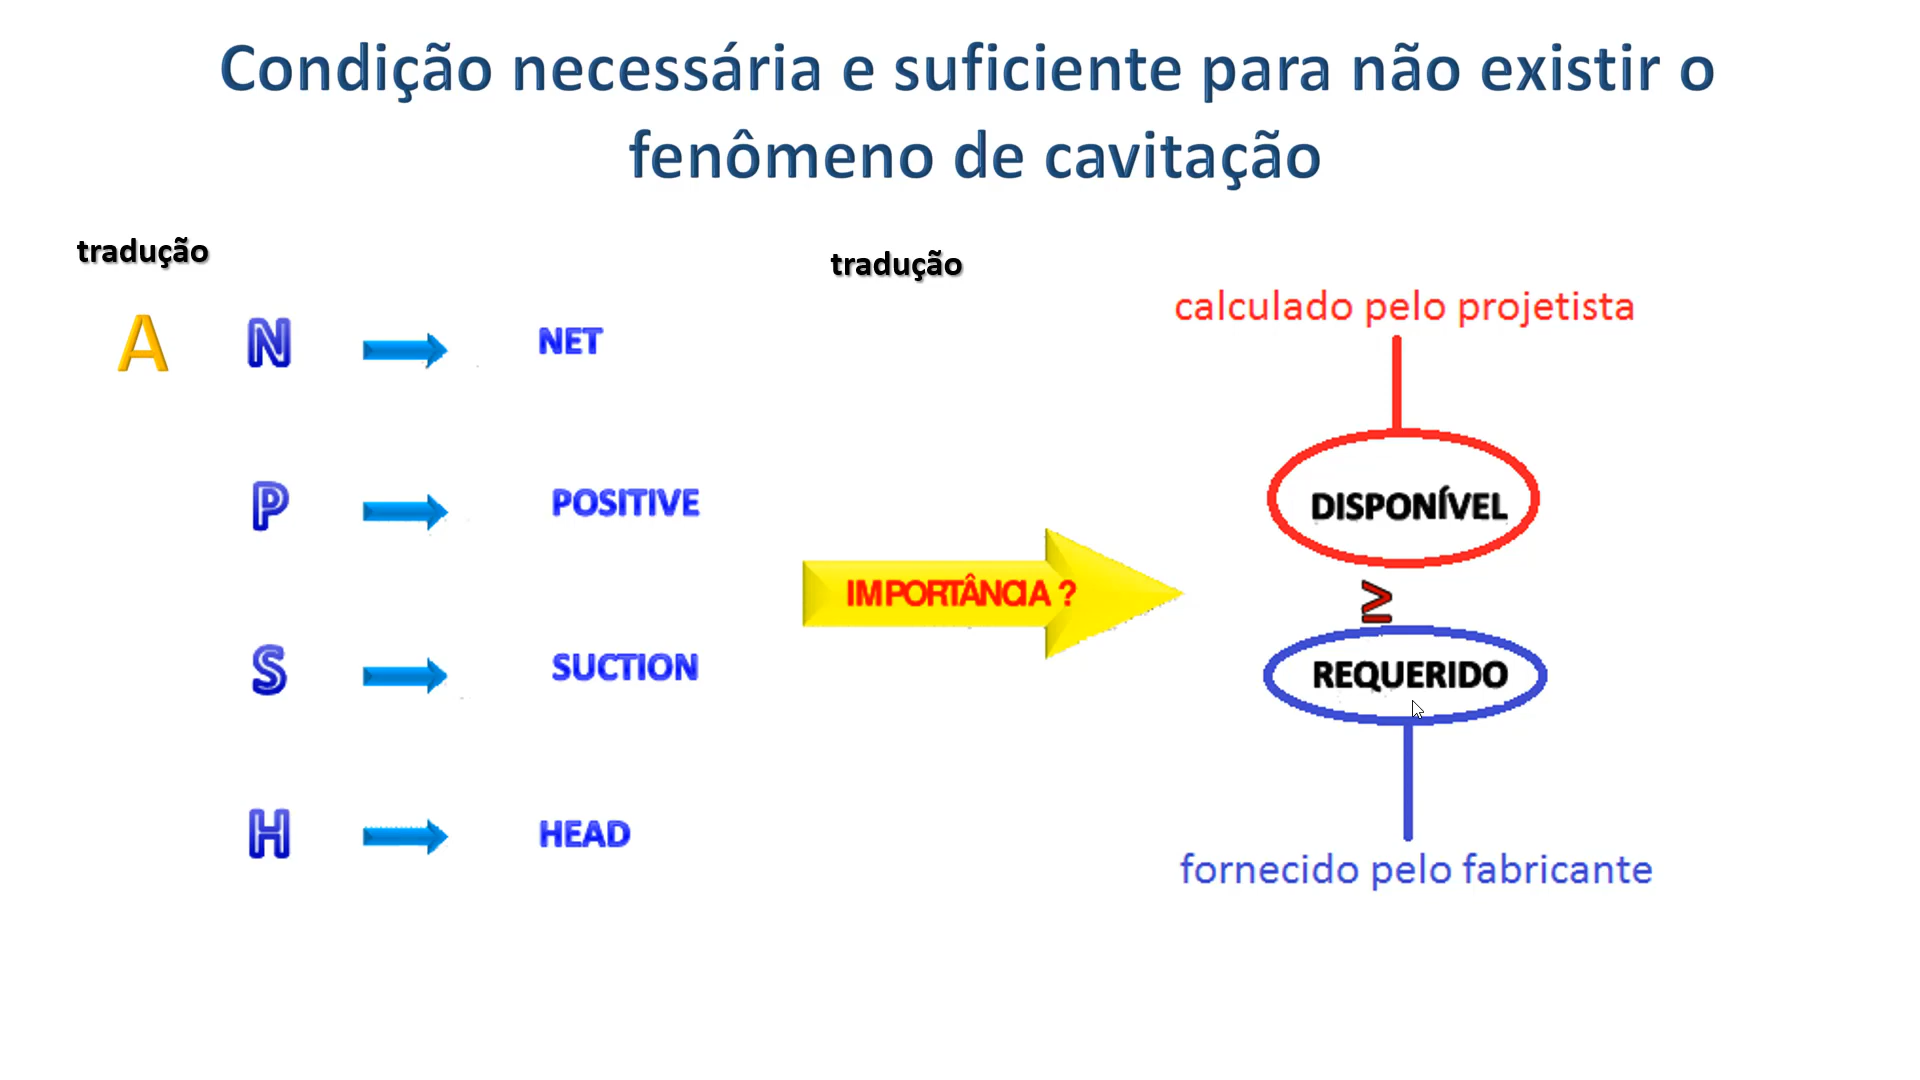 Condição necessária e suficiente para não existir o
fenômeno de cavitação
tradução
tradução
A N NET
P POSITIVE
S SUCTION
H HEAD
IMPORTÂNCIA ?
calculado pelo projetista
DISPONÍVEL
≥
REQUERIDO
fornecido pelo fabricante